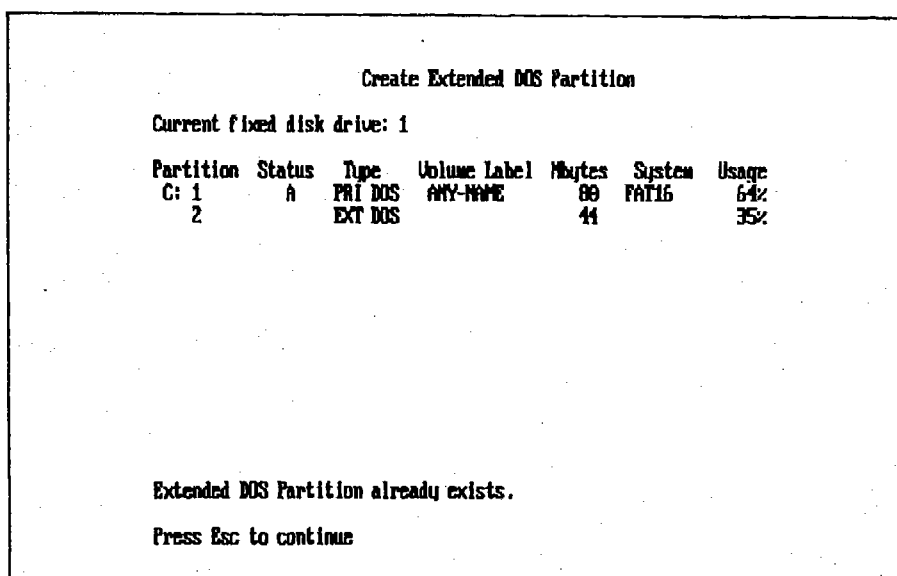 Create Extended DOS Partition
Current fixed disk drive: 1
Partition Status Type Volume Label Mbytes System Usage
C: 1 A PRI DOS ANY-NAME 80 FAT16 64%
2 EXT DOS 44 35%
Extended DOS Partition already exists.
Press Esc to continue